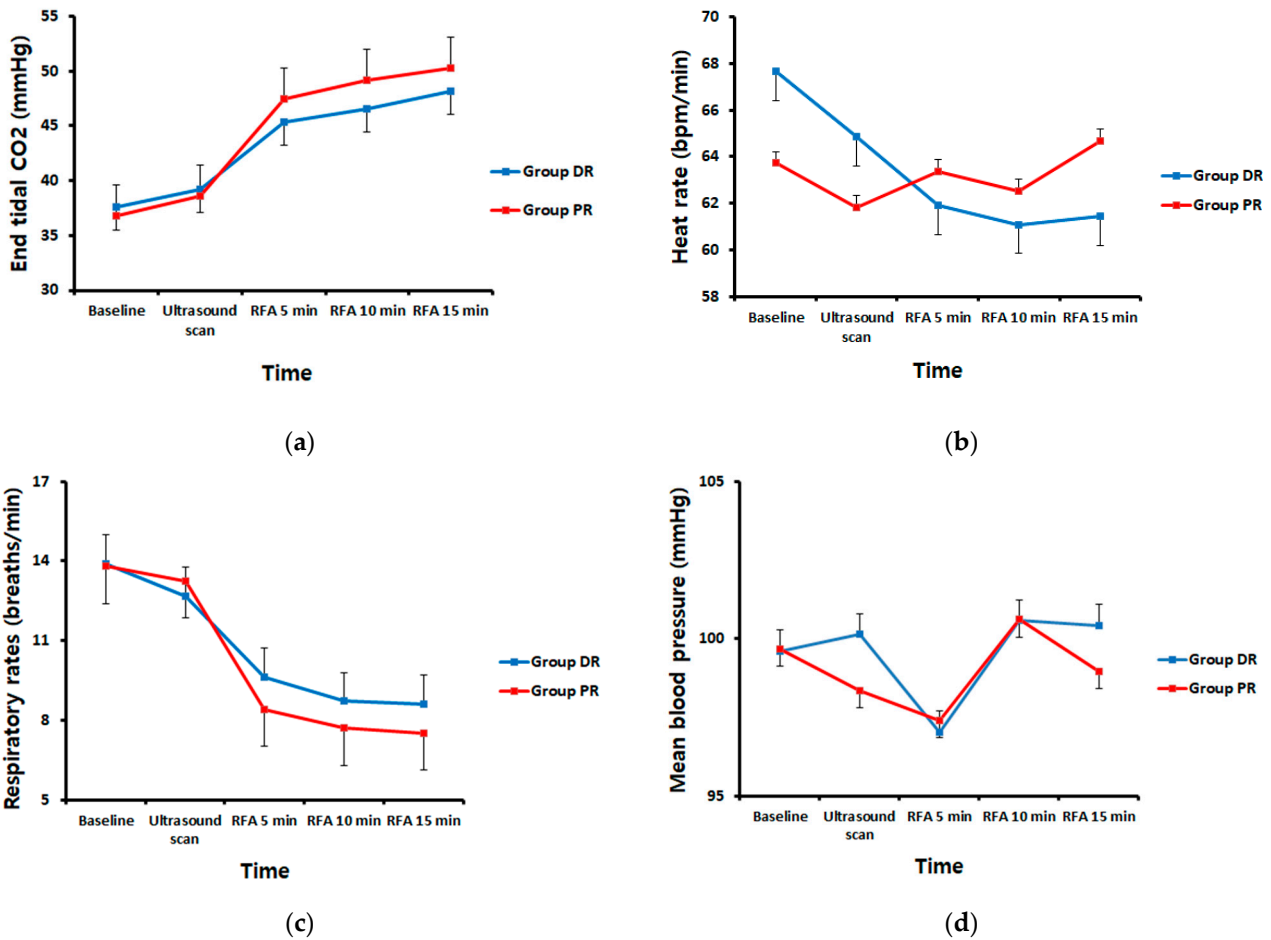 End tidal CO2 (mmHg)
55
50
45
40
35
30
Baseline
Ultrasound
scan
RFA 5 min
RFA 10 min
RFA 15 min
Time
Group DR
Group PR
(a)
Heat rate (bpm/min)
70
68
66
64
62
60
58
Baseline
Ultrasound
scan
RFA 5 min
RFA 10 min
RFA 15 min
Time
Group DR
Group PR
(b)
Respiratory rates (breaths/min)
17
14
11
8
5
Baseline
Ultrasound
scan
RFA 5 min
RFA 10 min
RFA 15 min
Time
Group DR
Group PR
(c)
Mean blood pressure (mmHg)
105
100
95
Baseline
Ultrasound
scan
RFA 5 min
RFA 10 min
RFA 15 min
Time
Group DR
Group PR
(d)